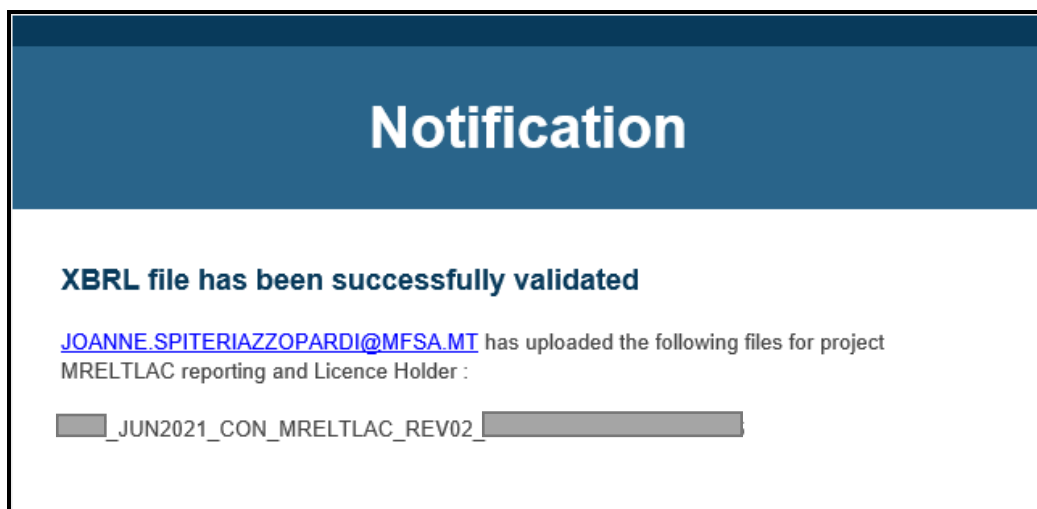 Notification
XBRL file has been successfully validated
JOANNE.SPITERIAZZOPARDI@MFSA.MT has uploaded the following files for project
MRELTLAC reporting and Licence Holder :
_JUN2021_CON_MRELTLAC_REV02_